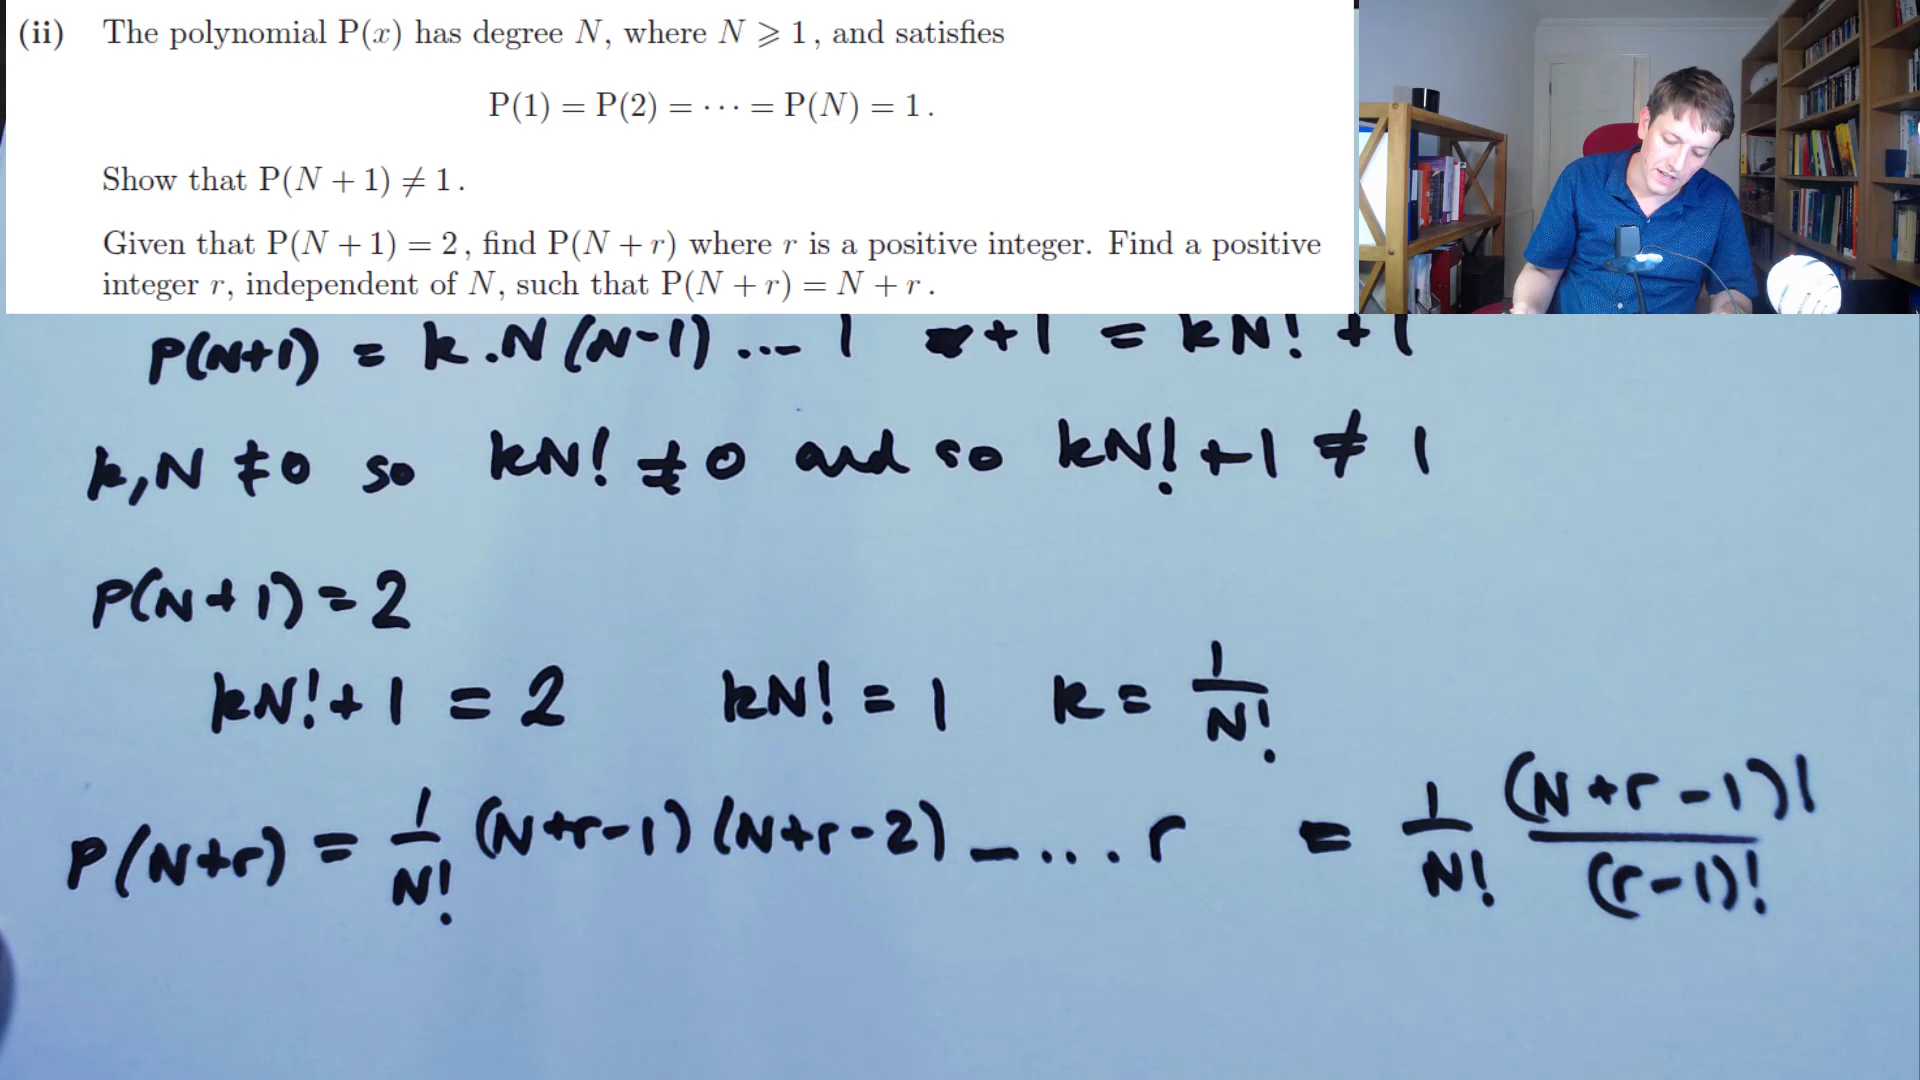 (ii) The polynomial P(x) has degree N, where N ⩾ 1, and satisfies
P(1) = P(2) = ⋯ = P(N) = 1.
Show that P(N + 1) ≠ 1.
Given that P(N + 1) = 2, find P(N + r) where r is a positive integer. Find a positive
integer r, independent of N, such that P(N + r) = N + r.
P(N+1) = k.N(N-1) ... 1 +1 = kN! + 1
k,N ≠ 0 so kN! ≠ 0 and so kN! + 1 ≠ 1
P(N+1) = 2
kN! + 1 = 2 kN! = 1 k = 1/N!
P(N+r) = 1/N! (N+r-1)(N+r-2) - ... r = 1/N! (N+r-1)!/(r-1)!